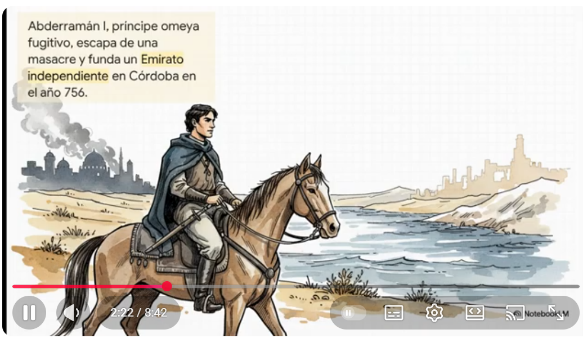 Abderramán I, príncipe omeya
fugitivo, escapa de una
masacre y funda un Emirato
independiente en Córdoba en
el año 756.
2:22 / 8:42
NotebookLM